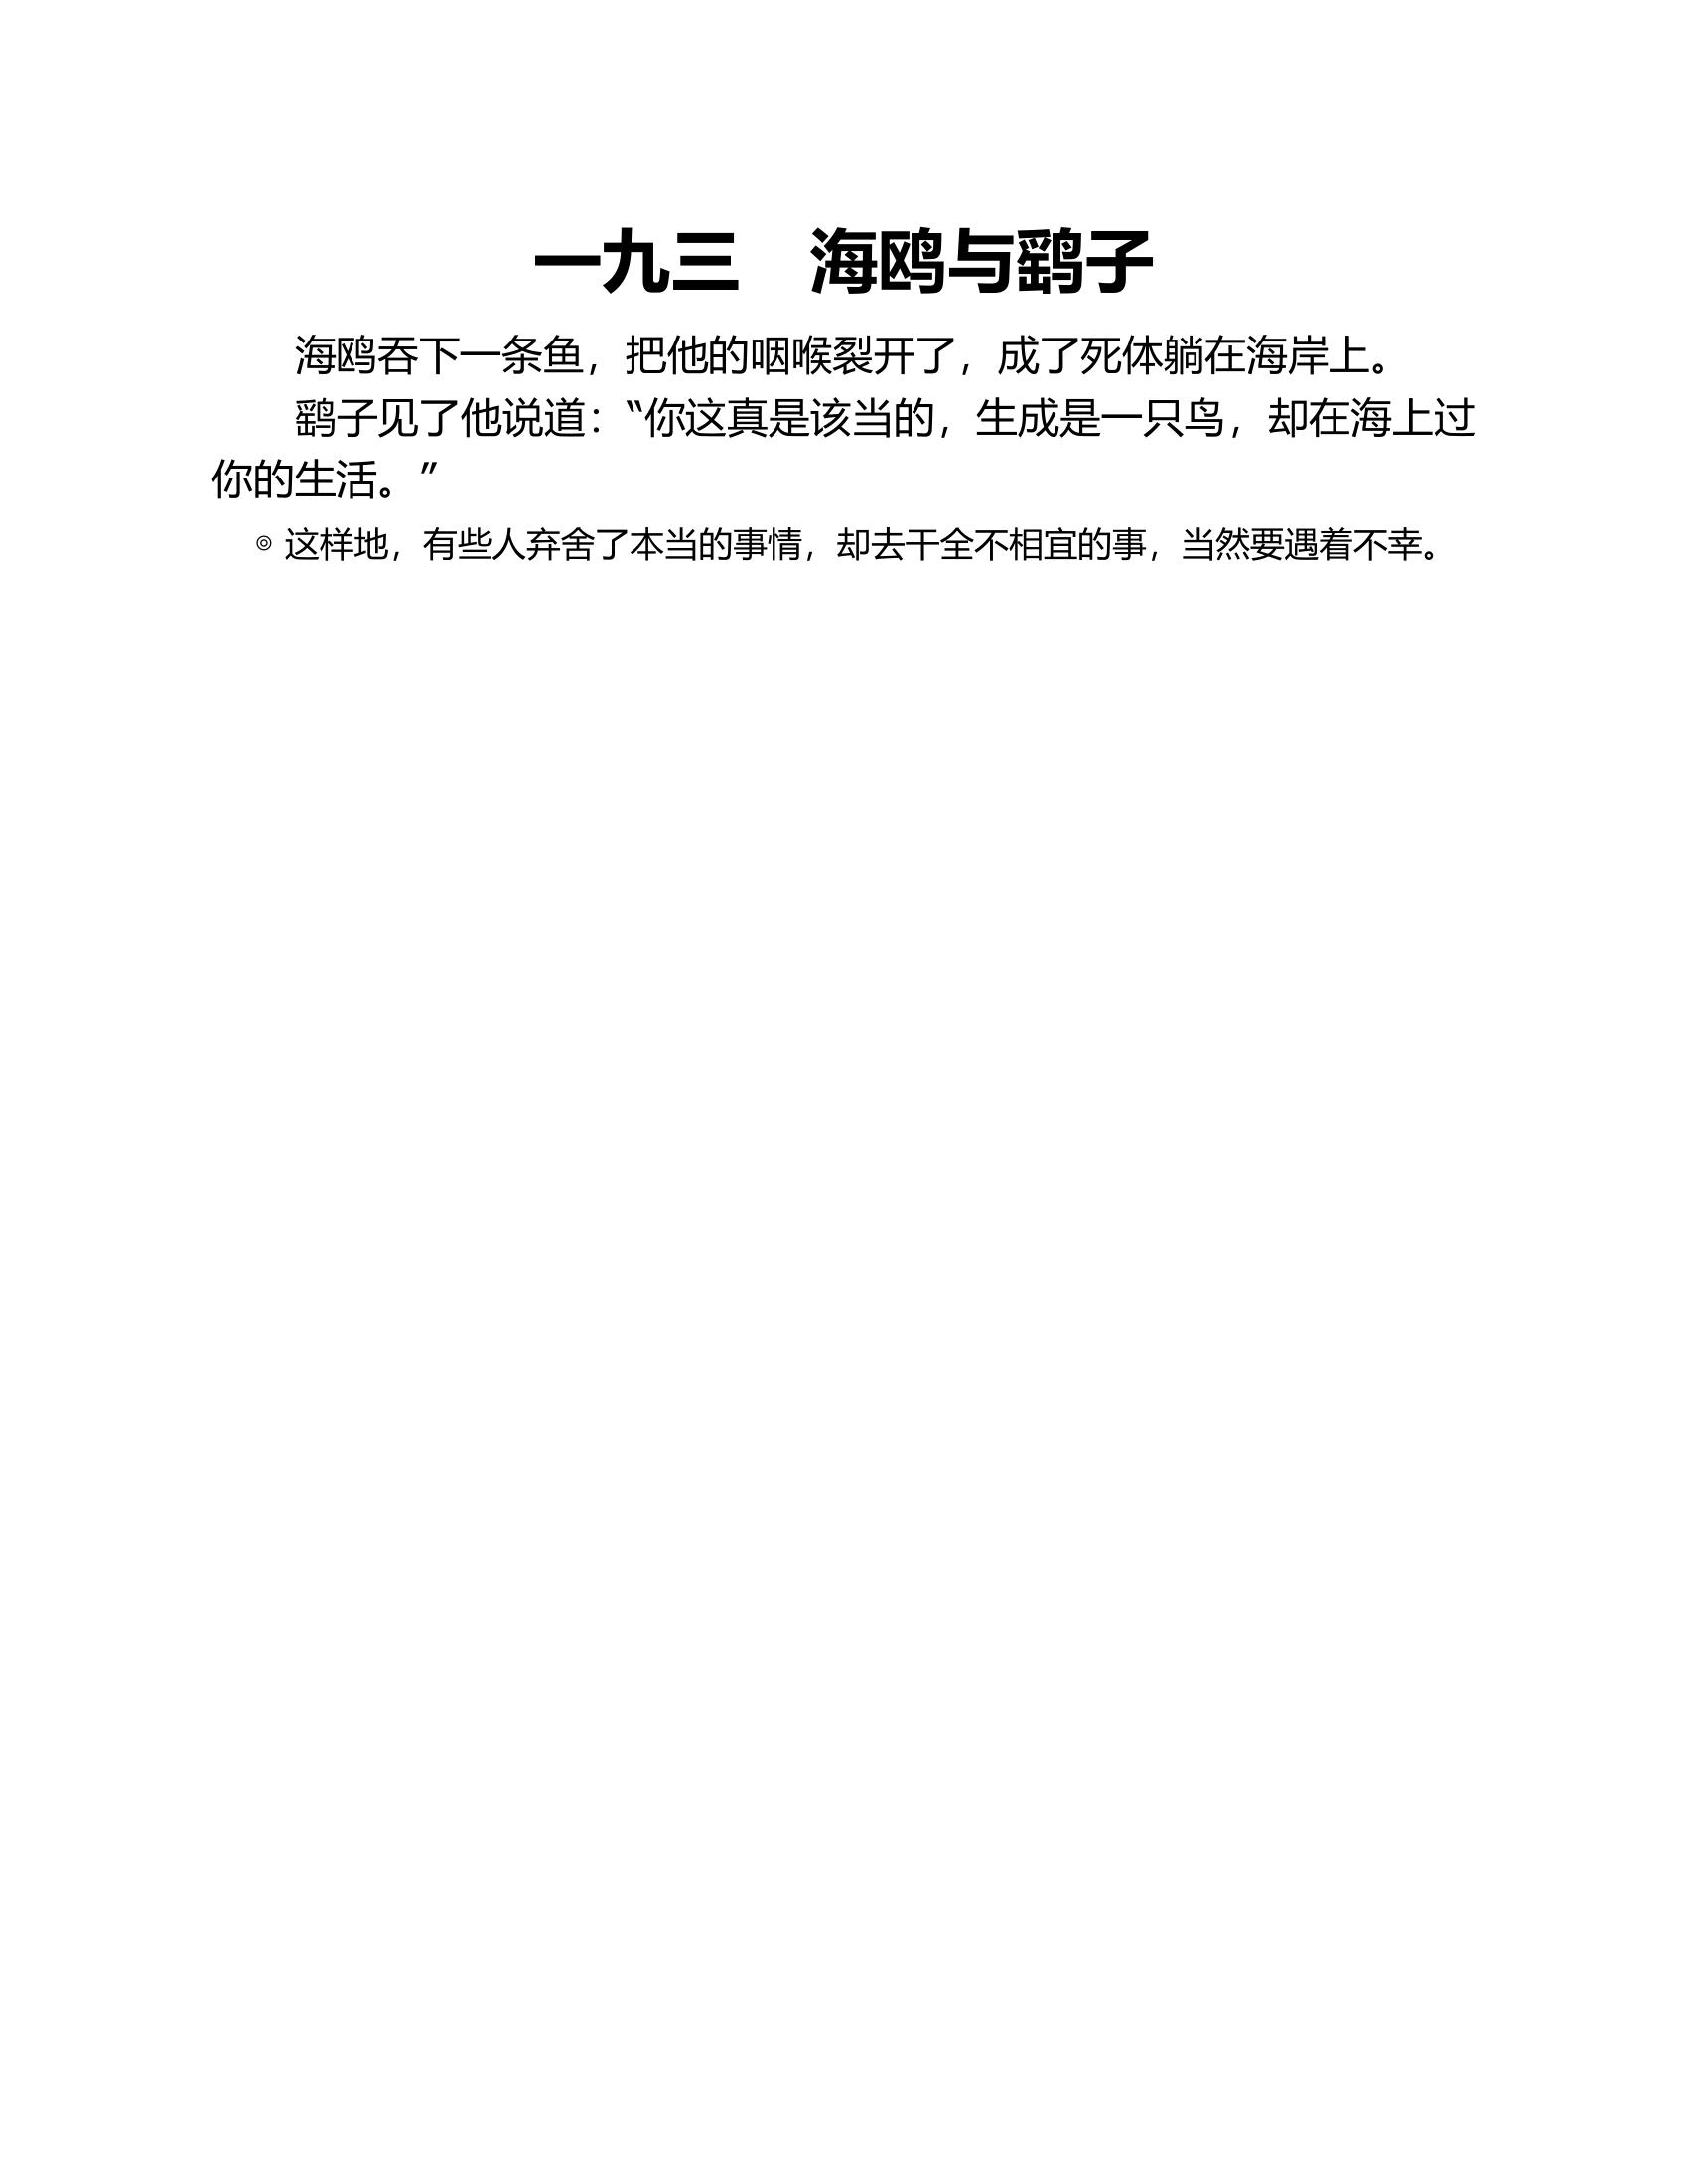 一九三　海鸥与鹞子
海鸥吞下一条鱼，把他的咽喉裂开了，成了死体躺在海岸上。
鹞子见了他说道：“你这真是该当的，生成是一只鸟，却在海上过
你的生活。”
◎ 这样地，有些人弃舍了本当的事情，却去干全不相宜的事，当然要遇着不幸。